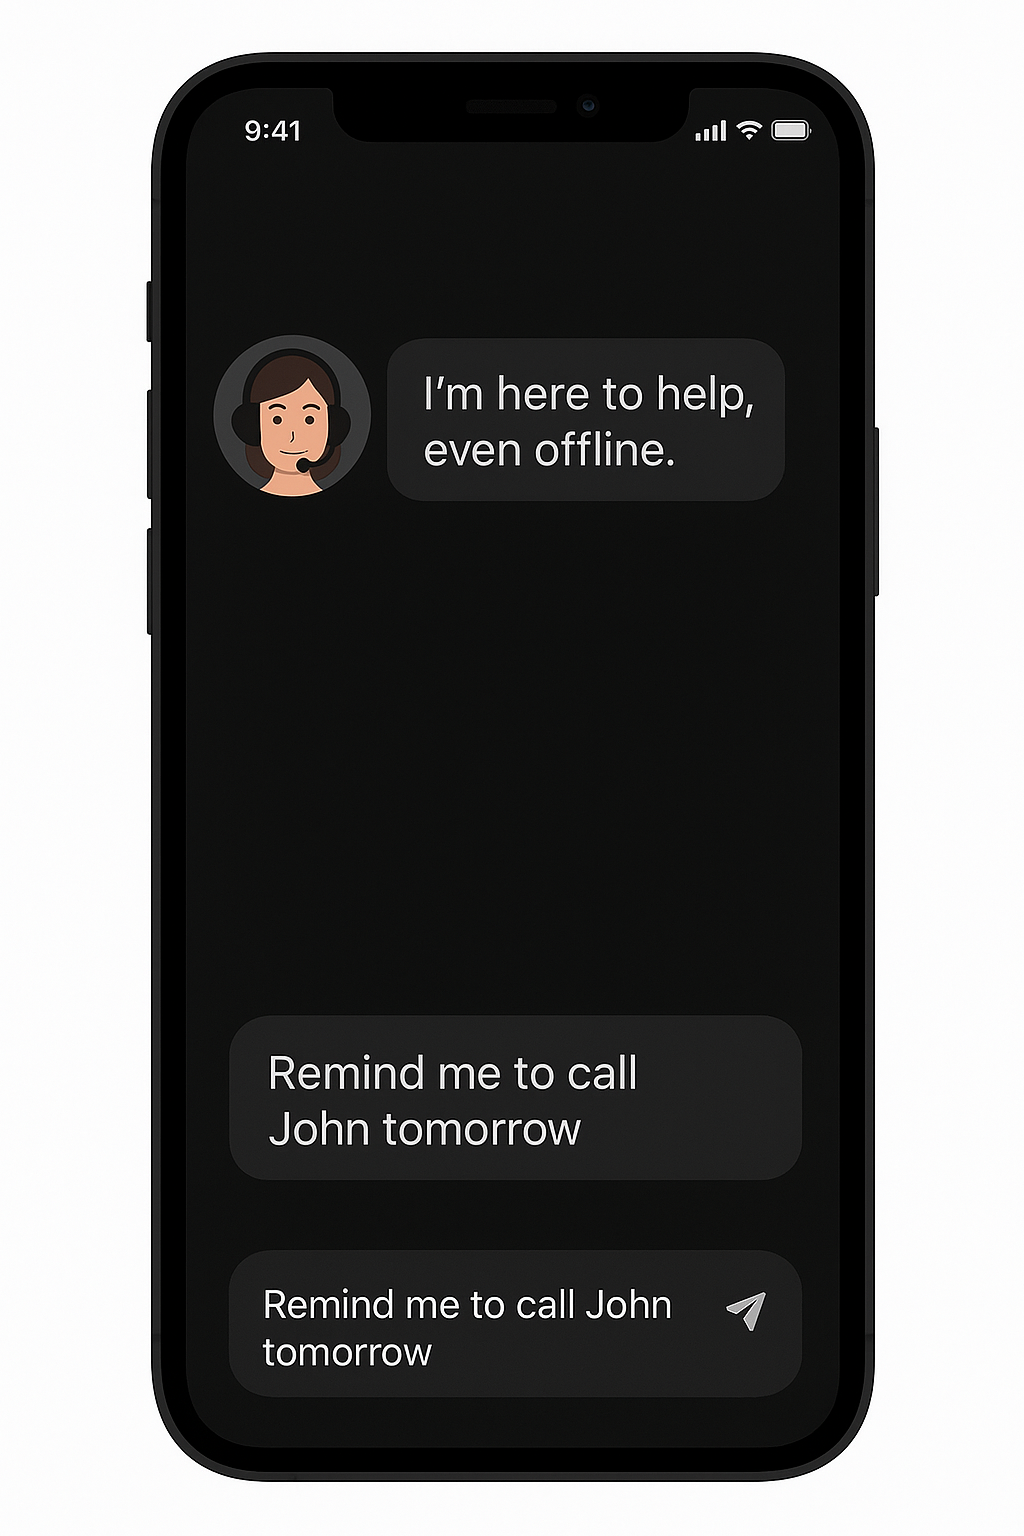 9:41
I’m here to help,
even offline.
Remind me to call
John tomorrow
Remind me to call John
tomorrow